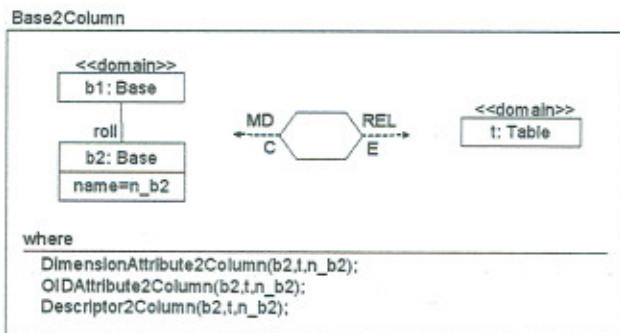 Base2Column
<<domain>>
b1: Base
roll
b2: Base
name=n_b2
MD
C
REL
E
<<domain>>
t: Table
where
DimensionAttribute2Column(b2,t,n_b2);
OIDAttribute2Column(b2,t,n_b2);
Descriptor2Column(b2,t,n_b2);